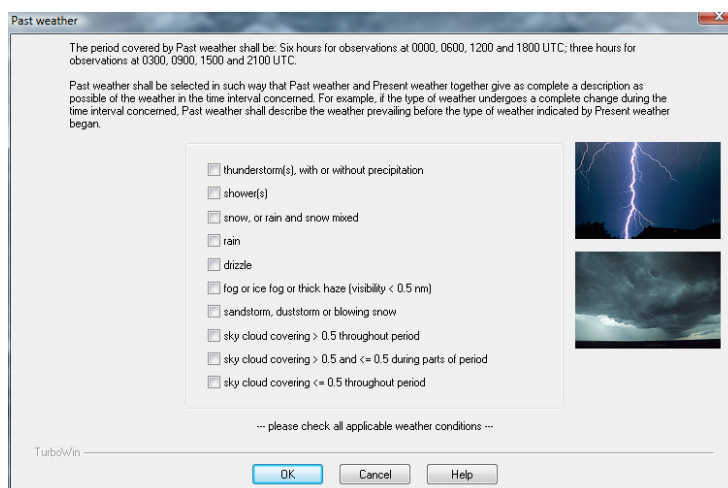 Past weather
The period covered by Past weather shall be: Six hours for observations at 0000, 0600, 1200 and 1800 UTC; three hours for
observations at 0300, 0900, 1500 and 2100 UTC.
Past weather shall be selected in such way that Past weather and Present weather together give as complete a description as
possible of the weather in the time interval concerned. For example, if the type of weather undergoes a complete change during the
time interval concerned, Past weather shall describe the weather prevailing before the type of weather indicated by Present weather
began.
thunderstorm(s), with or without precipitation
shower(s)
snow, or rain and snow mixed
rain
drizzle
fog or ice fog or thick haze (visibility < 0.5 nm)
sandstorm, duststorm or blowing snow
sky cloud covering > 0.5 throughout period
sky cloud covering > 0.5 and <= 0.5 during parts of period
sky cloud covering <= 0.5 throughout period
--- please check all applicable weather conditions ---
TurboWin
OK Cancel Help